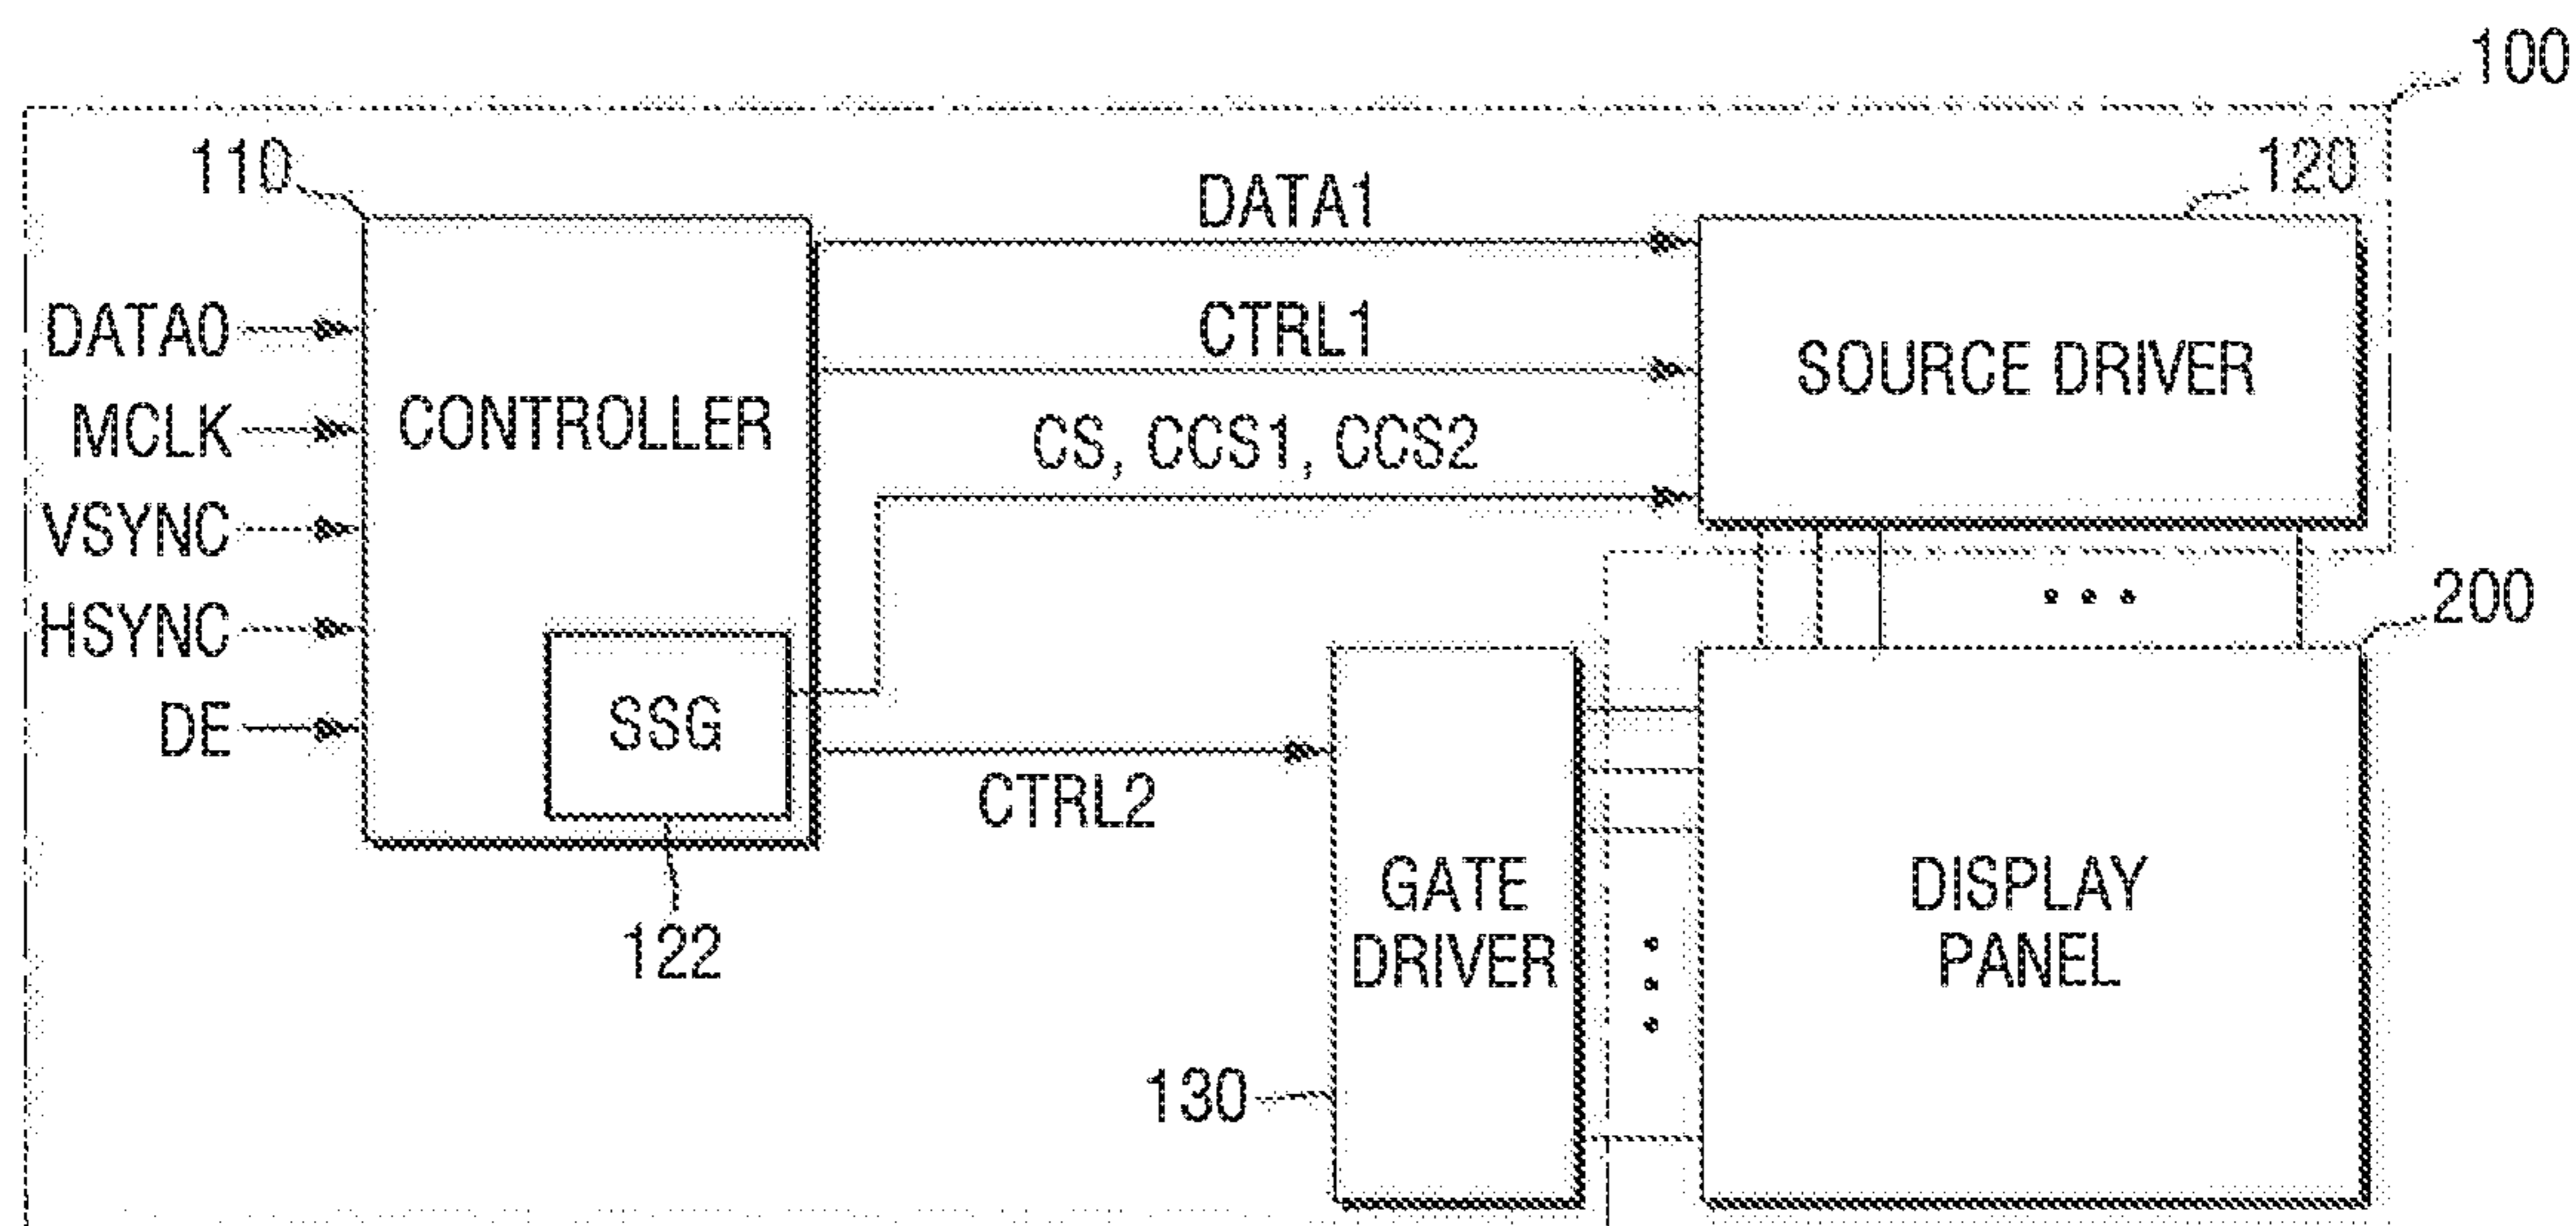 100
110
120
DATA1
DATA0
CTRL1
SOURCE DRIVER
MCLK
CONTROLLER
CS, CCS1, CCS2
VSYNC
HSYNC
200
DE
SSG
CTRL2
GATE
DRIVER
DISPLAY
PANEL
122
130